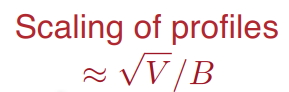 Scaling of profiles
≈ √V/B